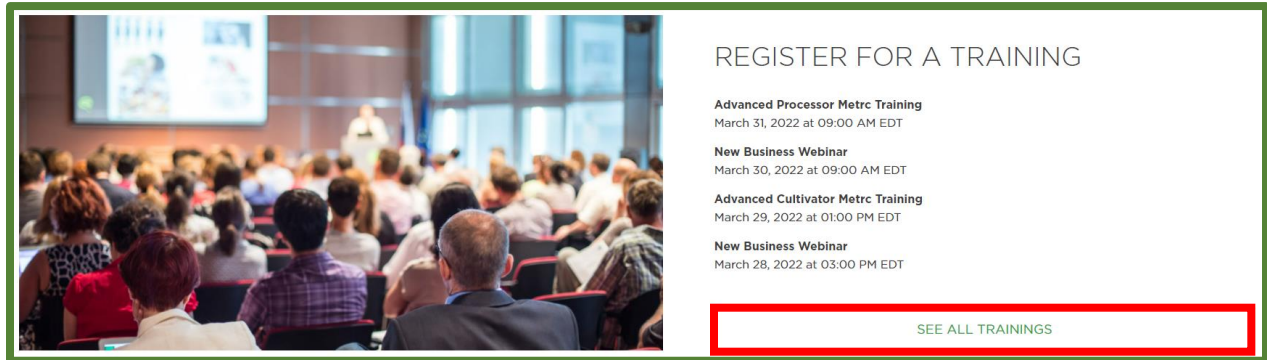 REGISTER FOR A TRAINING
Advanced Processor Metrc Training
March 31, 2022 at 09:00 AM EDT
New Business Webinar
March 30, 2022 at 09:00 AM EDT
Advanced Cultivator Metrc Training
March 29, 2022 at 01:00 PM EDT
New Business Webinar
March 28, 2022 at 03:00 PM EDT
SEE ALL TRAININGS